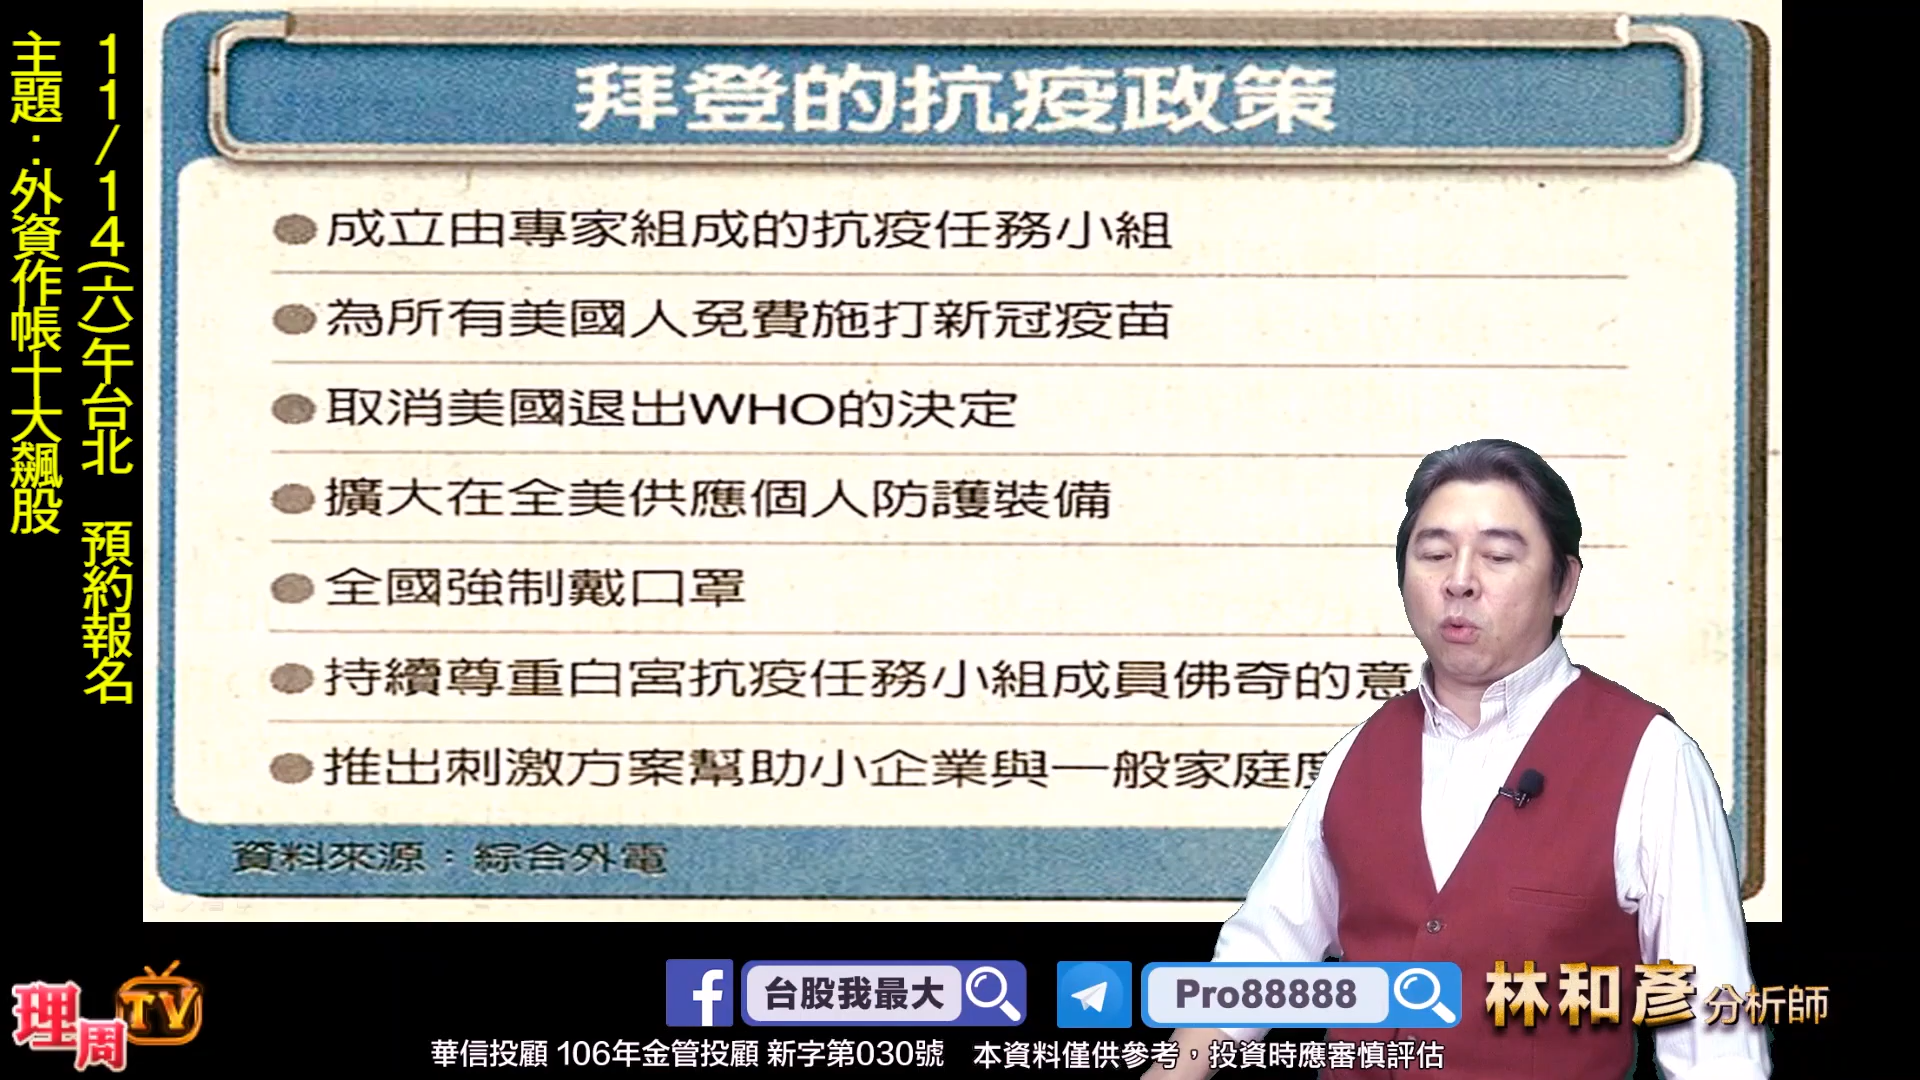 11/14(六)午台北 預約報名
主題：外資作帳十大飆股
拜登的抗疫政策
●成立由專家組成的抗疫任務小組
●為所有美國人免費施打新冠疫苗
●取消美國退出WHO的決定
●擴大在全美供應個人防護裝備
●全國強制戴口罩
●持續尊重白宮抗疫任務小組成員佛奇的意
●推出刺激方案幫助小企業與一般家庭度
資料來源：綜合外電
理周TV
台股我最大
Pro88888
林和彥分析師
華信投顧 106年金管投顧 新字第030號 本資料僅供參考，投資時應審慎評估